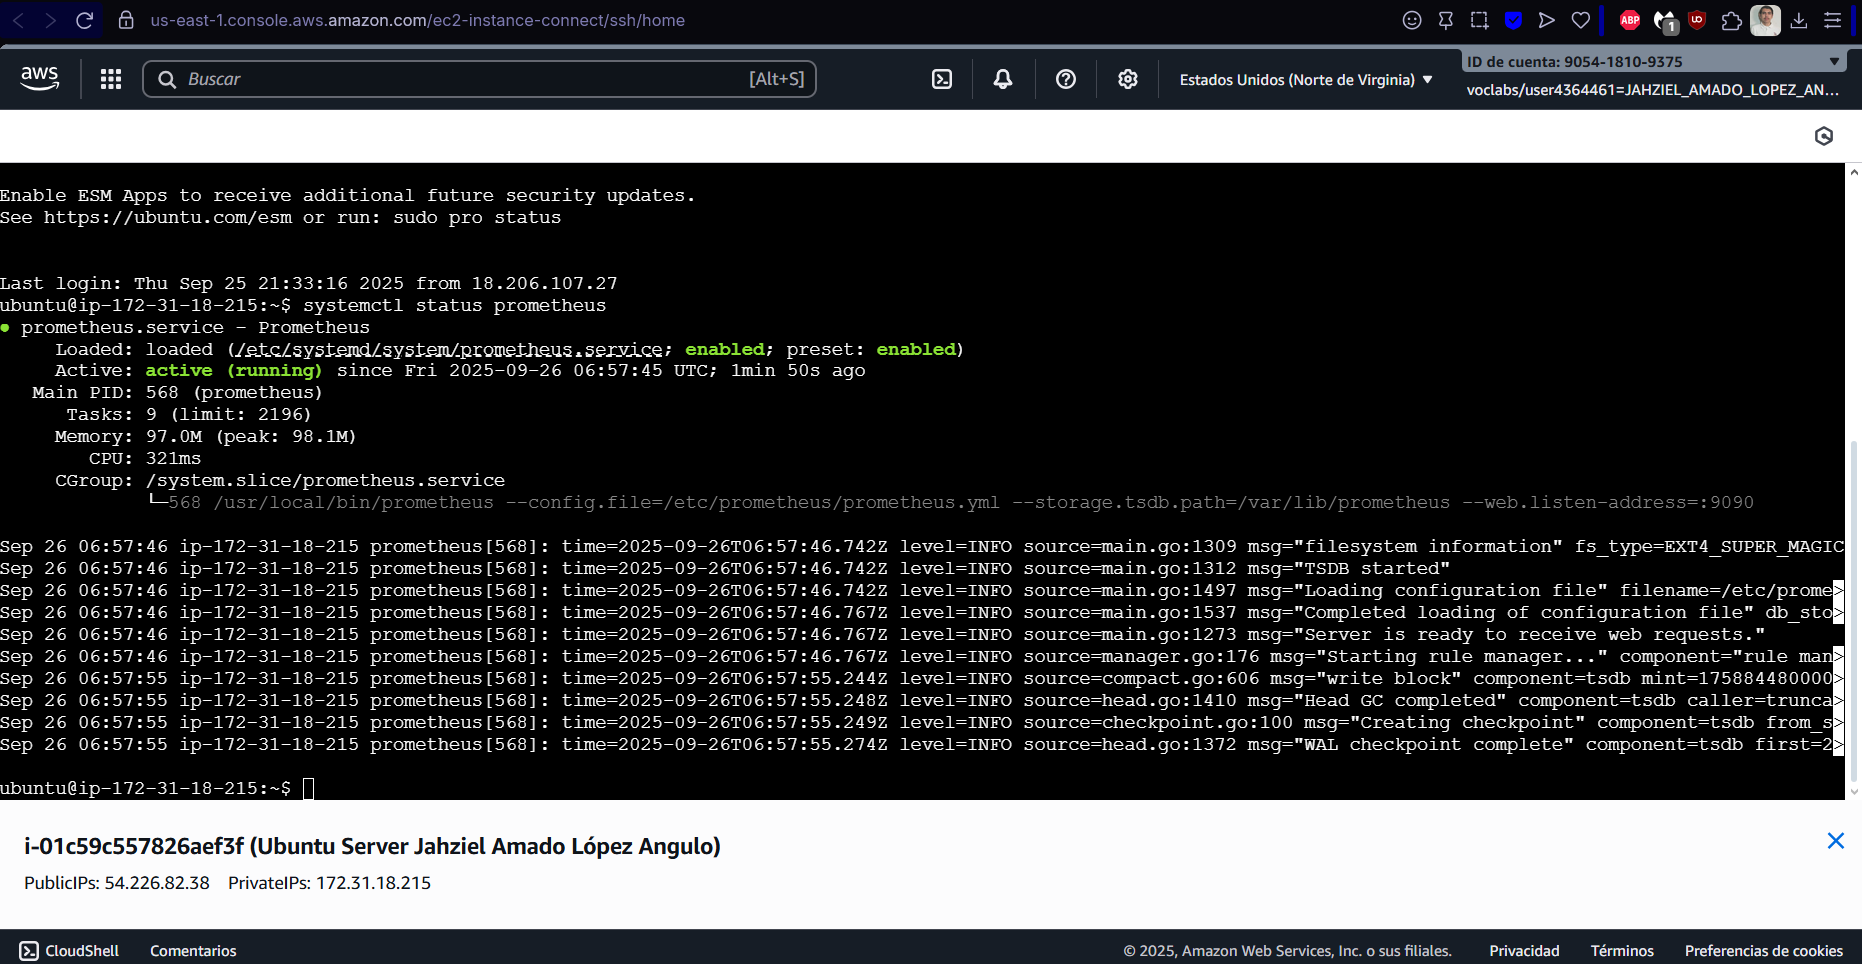 us-east-1.console.aws.amazon.com/ec2-instance-connect/ssh/home
ABP
1
aws
Buscar
[Alt+S]
Estados Unidos (Norte de Virginia)
ID de cuenta: 9054-1810-9375
voclabs/user4364461=JAHZIEL_AMADO_LOPEZ_AN...
Enable ESM Apps to receive additional future security updates.
See https://ubuntu.com/esm or run: sudo pro status
Last login: Thu Sep 25 21:33:16 2025 from 18.206.107.27
ubuntu@ip-172-31-18-215:~$ systemctl status prometheus
● prometheus.service - Prometheus
Loaded: loaded (/etc/systemd/system/prometheus.service; enabled; preset: enabled)
Active: active (running) since Fri 2025-09-26 06:57:45 UTC; 1min 50s ago
Main PID: 568 (prometheus)
Tasks: 9 (limit: 2196)
Memory: 97.0M (peak: 98.1M)
CPU: 321ms
CGroup: /system.slice/prometheus.service
└─568 /usr/local/bin/prometheus --config.file=/etc/prometheus/prometheus.yml --storage.tsdb.path=/var/lib/prometheus --web.listen-address=:9090
Sep 26 06:57:46 ip-172-31-18-215 prometheus[568]: time=2025-09-26T06:57:46.742Z level=INFO source=main.go:1309 msg="filesystem information" fs_type=EXT4_SUPER_MAGIC
Sep 26 06:57:46 ip-172-31-18-215 prometheus[568]: time=2025-09-26T06:57:46.742Z level=INFO source=main.go:1312 msg="TSDB started"
Sep 26 06:57:46 ip-172-31-18-215 prometheus[568]: time=2025-09-26T06:57:46.742Z level=INFO source=main.go:1497 msg="Loading configuration file" filename=/etc/prome>
Sep 26 06:57:46 ip-172-31-18-215 prometheus[568]: time=2025-09-26T06:57:46.767Z level=INFO source=main.go:1537 msg="Completed loading of configuration file" db_sto>
Sep 26 06:57:46 ip-172-31-18-215 prometheus[568]: time=2025-09-26T06:57:46.767Z level=INFO source=main.go:1273 msg="Server is ready to receive web requests."
Sep 26 06:57:46 ip-172-31-18-215 prometheus[568]: time=2025-09-26T06:57:46.767Z level=INFO source=manager.go:176 msg="Starting rule manager..." component="rule man>
Sep 26 06:57:55 ip-172-31-18-215 prometheus[568]: time=2025-09-26T06:57:55.244Z level=INFO source=compact.go:606 msg="write block" component=tsdb mint=175884480000>
Sep 26 06:57:55 ip-172-31-18-215 prometheus[568]: time=2025-09-26T06:57:55.248Z level=INFO source=head.go:1410 msg="Head GC completed" component=tsdb caller=trunca>
Sep 26 06:57:55 ip-172-31-18-215 prometheus[568]: time=2025-09-26T06:57:55.249Z level=INFO source=checkpoint.go:100 msg="Creating checkpoint" component=tsdb from_s>
Sep 26 06:57:55 ip-172-31-18-215 prometheus[568]: time=2025-09-26T06:57:55.274Z level=INFO source=head.go:1372 msg="WAL checkpoint complete" component=tsdb first=2>
ubuntu@ip-172-31-18-215:~$
i-01c59c557826aef3f (Ubuntu Server Jahziel Amado López Angulo)
PublicIPs: 54.226.82.38 PrivateIPs: 172.31.18.215
CloudShell Comentarios © 2025, Amazon Web Services, Inc. o sus filiales. Privacidad Términos Preferencias de cookies